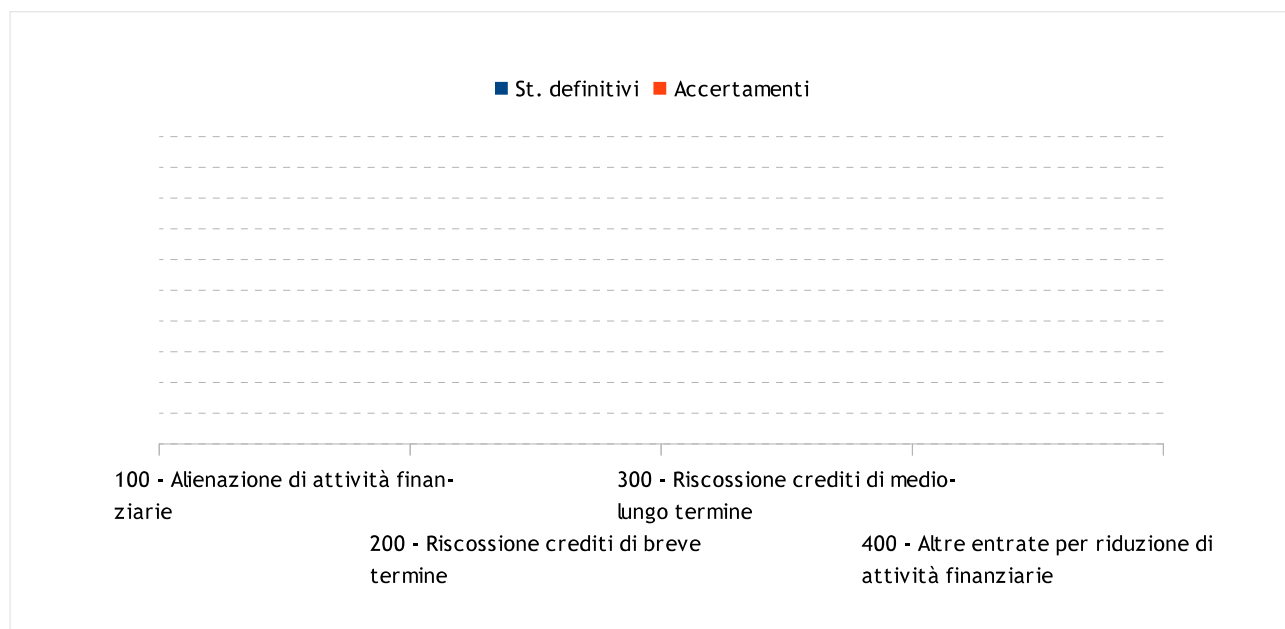 St. definitivi Accertamenti
100 - Alienazione di attività finan-
ziarie
200 - Riscossione crediti di breve
termine
300 - Riscossione crediti di medio-
lungo termine
400 - Altre entrate per riduzione di
attività finanziarie